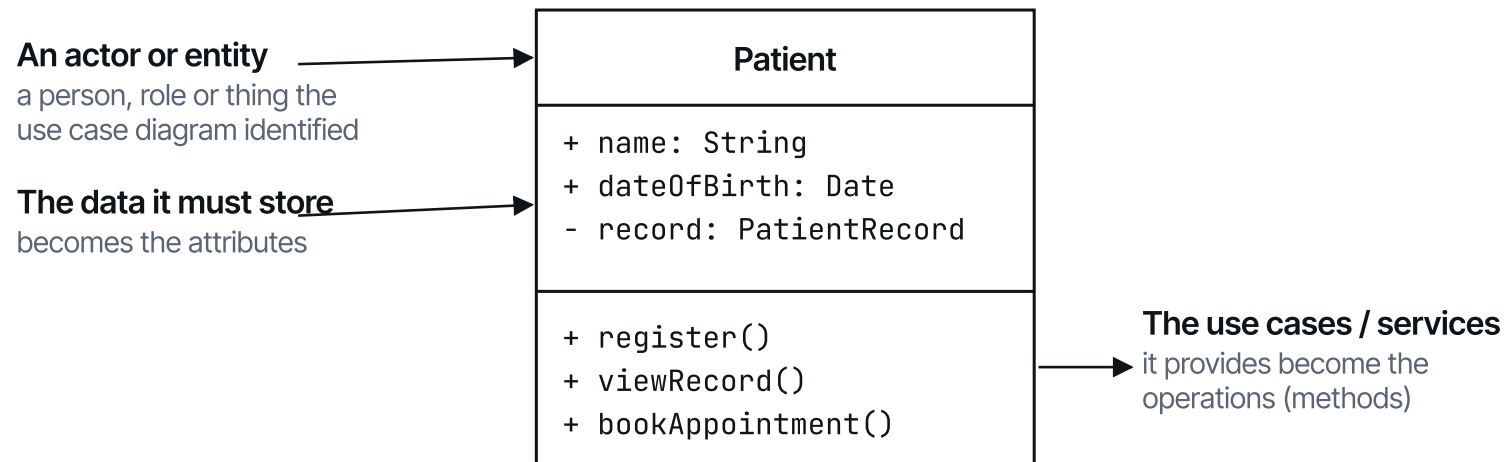 An actor or entity
a person, role or thing the
use case diagram identified
The data it must store
becomes the attributes
Patient
+ name: String
+ dateOfBirth: Date
- record: PatientRecord
+ register()
+ viewRecord()
+ bookAppointment()
The use cases / services
it provides become the
operations (methods)